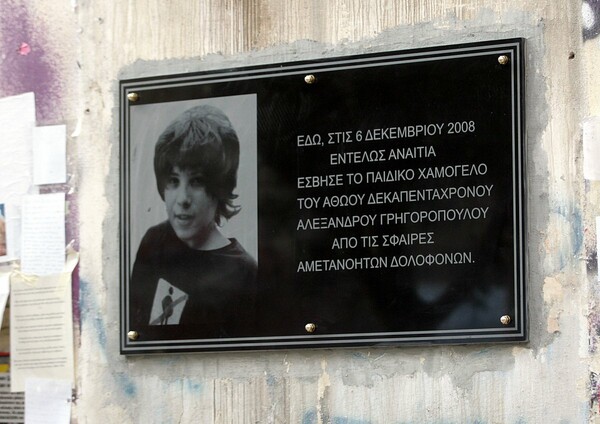 ΕΔΩ, ΣΤΙΣ 6 ΔΕΚΕΜΒΡΙΟΥ 2008
ΕΝΤΕΛΩΣ ΑΝΑΙΤΙΑ
ΕΣΒΗΣΕ ΤΟ ΠΑΙΔΙΚΟ ΧΑΜΟΓΕΛΟ
ΤΟΥ ΑΘΩΟΥ ΔΕΚΑΠΕΝΤΑΧΡΟΝΟΥ
ΑΛΕΞΑΝΔΡΟΥ ΓΡΗΓΟΡΟΠΟΥΛΟΥ
ΑΠΟ ΤΙΣ ΣΦΑΙΡΕΣ
ΑΜΕΤΑΝΟΗΤΩΝ ΔΟΛΟΦΟΝΩΝ.